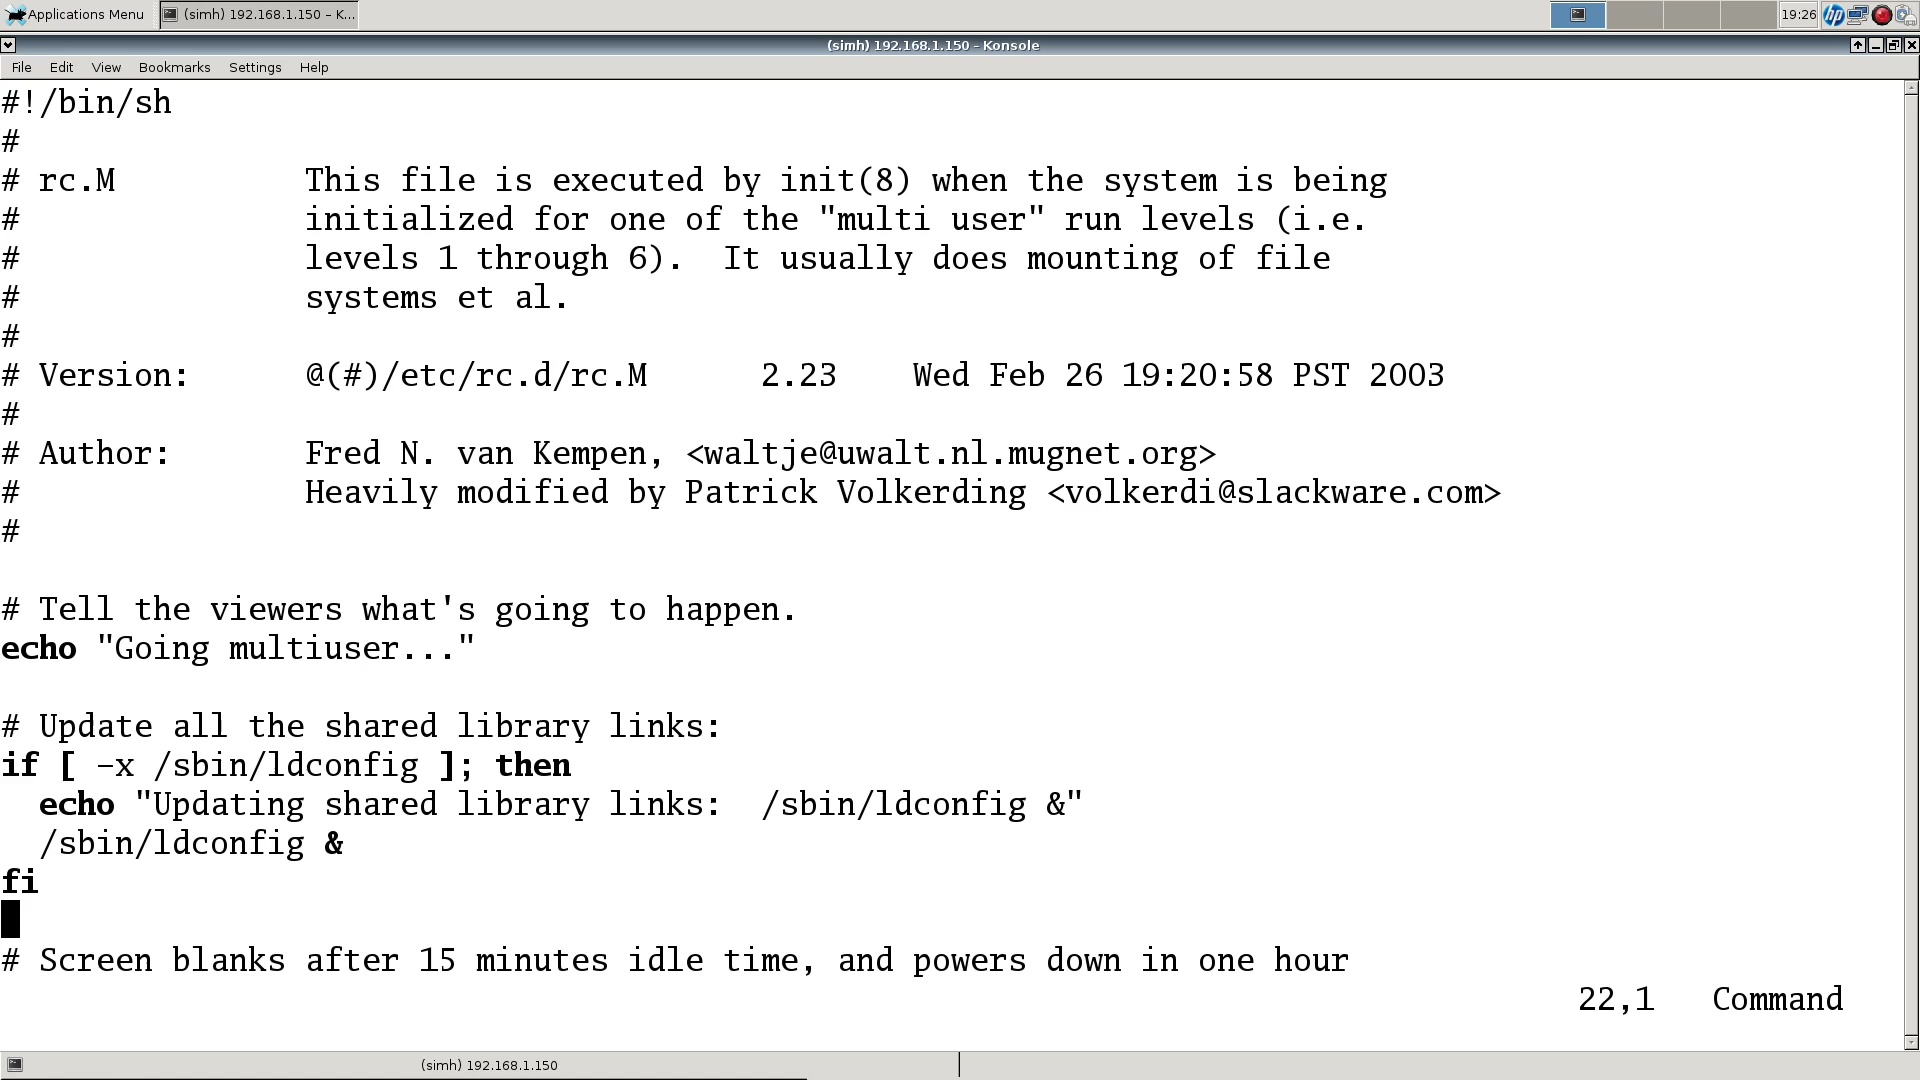 Applications Menu (simh) 192.168.1.150 – K... 19:26
(simh) 192.168.1.150 – Konsole
File Edit View Bookmarks Settings Help
#!/bin/sh
#
# rc.M          This file is executed by init(8) when the system is being
#               initialized for one of the "multi user" run levels (i.e.
#               levels 1 through 6).  It usually does mounting of file
#               systems et al.
#
# Version:      @(#)/etc/rc.d/rc.M      2.23    Wed Feb 26 19:20:58 PST 2003
#
# Author:       Fred N. van Kempen, <waltje@uwalt.nl.mugnet.org>
#               Heavily modified by Patrick Volkerding <volkerdi@slackware.com>
#
# Tell the viewers what's going to happen.
echo "Going multiuser..."
# Update all the shared library links:
if [ -x /sbin/ldconfig ]; then
  echo "Updating shared library links:  /sbin/ldconfig &"
  /sbin/ldconfig &
fi
# Screen blanks after 15 minutes idle time, and powers down in one hour
22,1   Command
(simh) 192.168.1.150